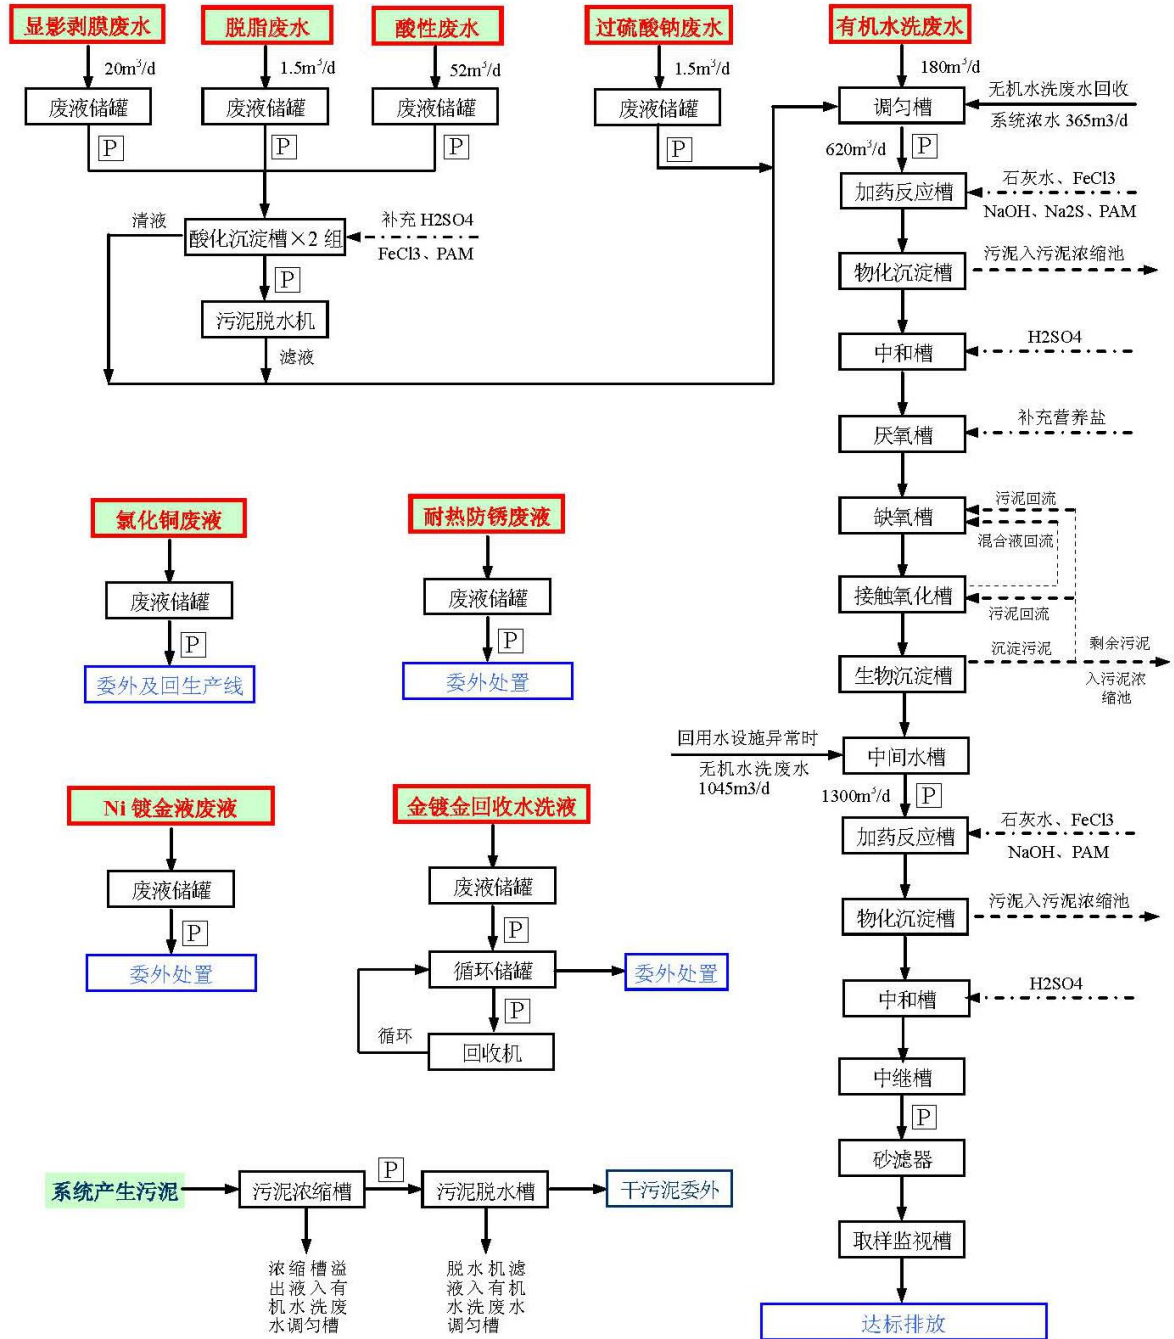 显影剥膜废水
脱脂废水
酸性废水
过硫酸钠废水
有机水洗废水
20m³/d
1.5m³/d
52m³/d
1.5m³/d
180m³/d
废液储罐
废液储罐
废液储罐
废液储罐
调匀槽
无机水洗废水回收
系统浓水 365m3/d
P
P
P
P
620m³/d
P
加药反应槽
石灰水、FeCl3
NaOH、Na2S、PAM
清液
酸化沉淀槽×2 组
补充 H2SO4
FeCl3、PAM
P
物化沉淀槽
污泥入污泥浓缩池
污泥脱水机
滤液
中和槽
H2SO4
厌氧槽
补充营养盐
氯化铜废液
耐热防锈废液
缺氧槽
污泥回流
混合液回流
废液储罐
废液储罐
接触氧化槽
污泥回流
P
P
委外及回生产线
委外处置
生物沉淀槽
沉淀污泥
剩余污泥
入污泥浓
缩池
回用水设施异常时
无机水洗废水
1045m3/d
中间水槽
1300m³/d
P
Ni 镀金液废液
金镀金回收水洗液
加药反应槽
石灰水、FeCl3
NaOH、PAM
废液储罐
废液储罐
物化沉淀槽
污泥入污泥浓缩池
P
P
委外处置
循环储罐
委外处置
中和槽
H2SO4
P
循环
回收机
中继槽
P
砂滤器
系统产生污泥
污泥浓缩槽
P
污泥脱水槽
干污泥委外
取样监视槽
浓缩槽溢
出液入有
机水洗废
水调匀槽
脱水机滤
液入有机
水洗废水
调匀槽
达标排放